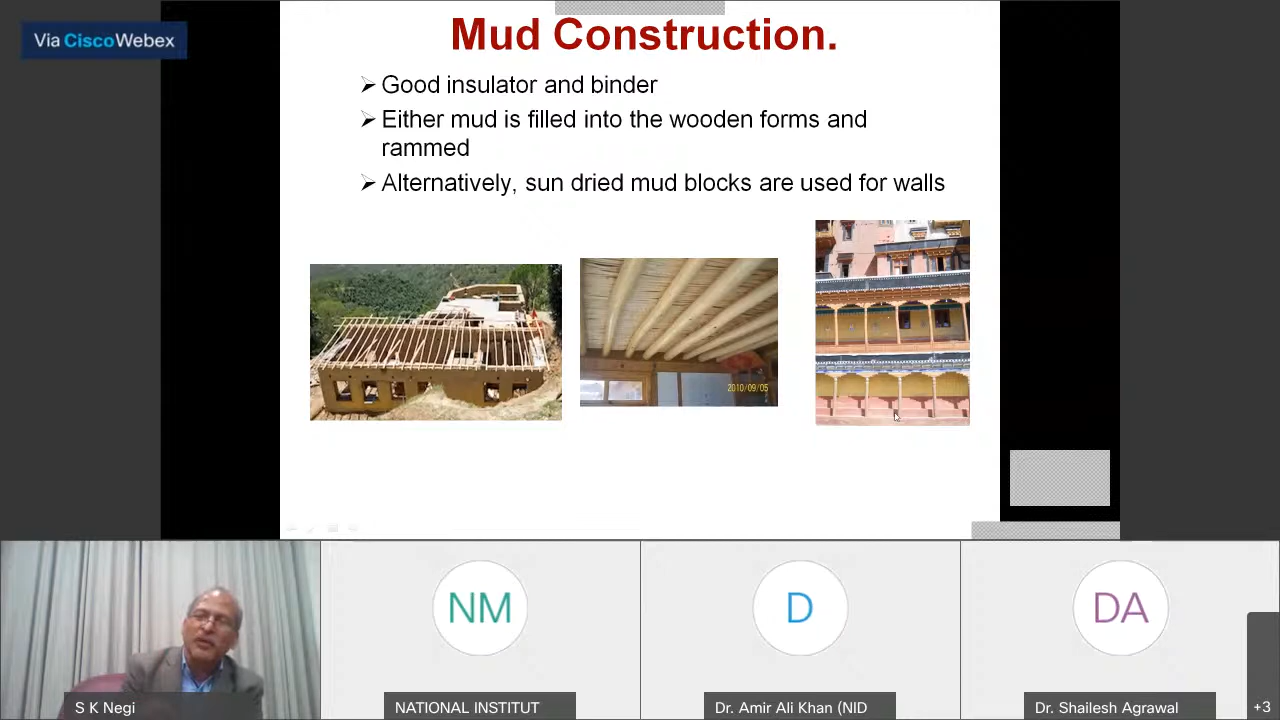 Via Cisco Webex
Mud Construction.
Good insulator and binder
Either mud is filled into the wooden forms and
rammed
Alternatively, sun dried mud blocks are used for walls
2010/09/05
NM
D
DA
S K Negi
NATIONAL INSTITUT
Dr. Amir Ali Khan (NID
Dr. Shailesh Agrawal
+3